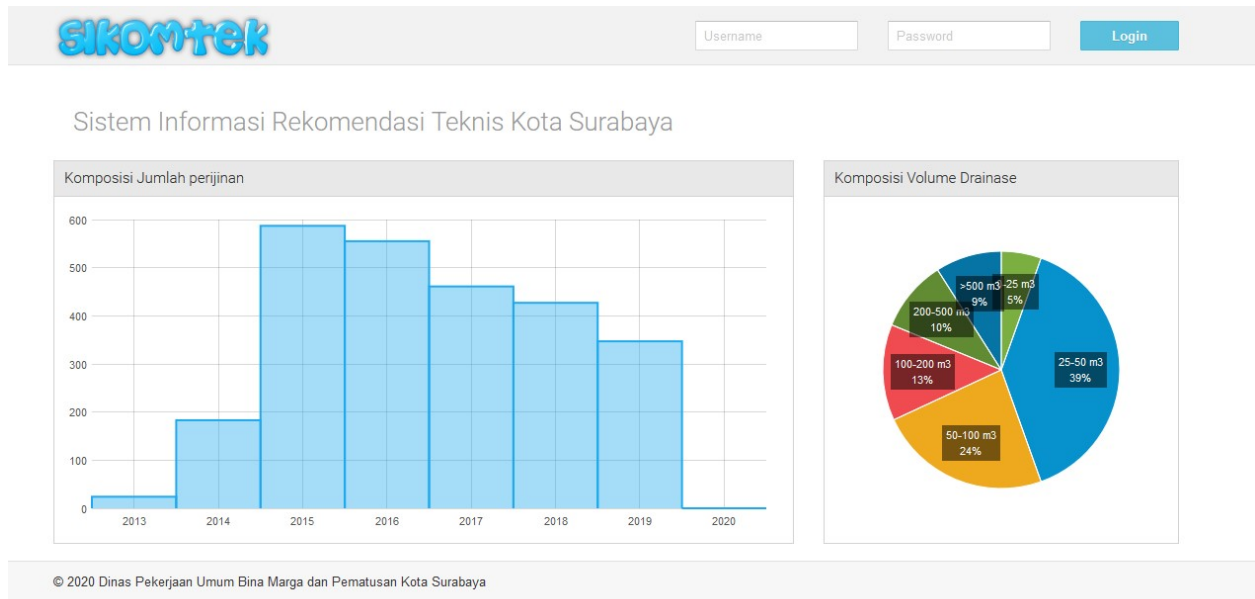 SIKOMTEK
Username
Password
Login
Sistem Informasi Rekomendasi Teknis Kota Surabaya
Komposisi Jumlah perijinan
600
500
400
300
200
100
0
2013
2014
2015
2016
2017
2018
2019
2020
Komposisi Volume Drainase
>500 m3
9%
-25 m3
5%
200-500 m3
10%
25-50 m3
39%
100-200 m3
13%
50-100 m3
24%
© 2020 Dinas Pekerjaan Umum Bina Marga dan Pematusan Kota Surabaya